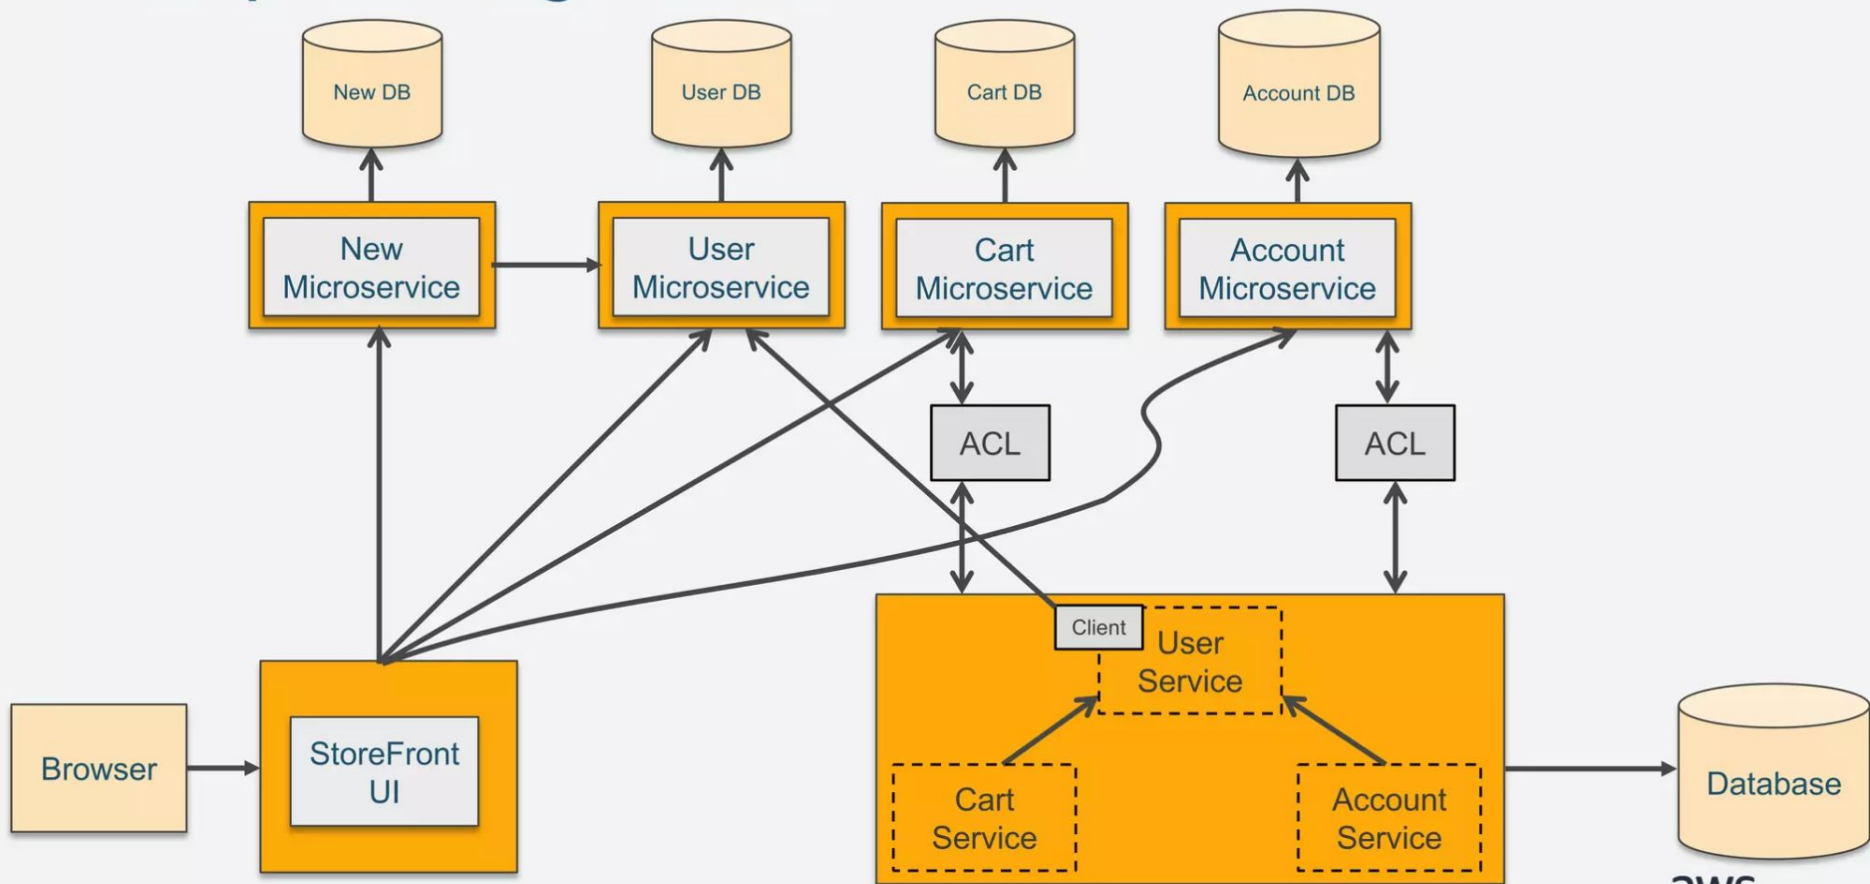 New DB
User DB
Cart DB
Account DB
New
Microservice
User
Microservice
Cart
Microservice
Account
Microservice
ACL
ACL
Client
User
Service
Browser
StoreFront
UI
Cart
Service
Account
Service
Database
aws